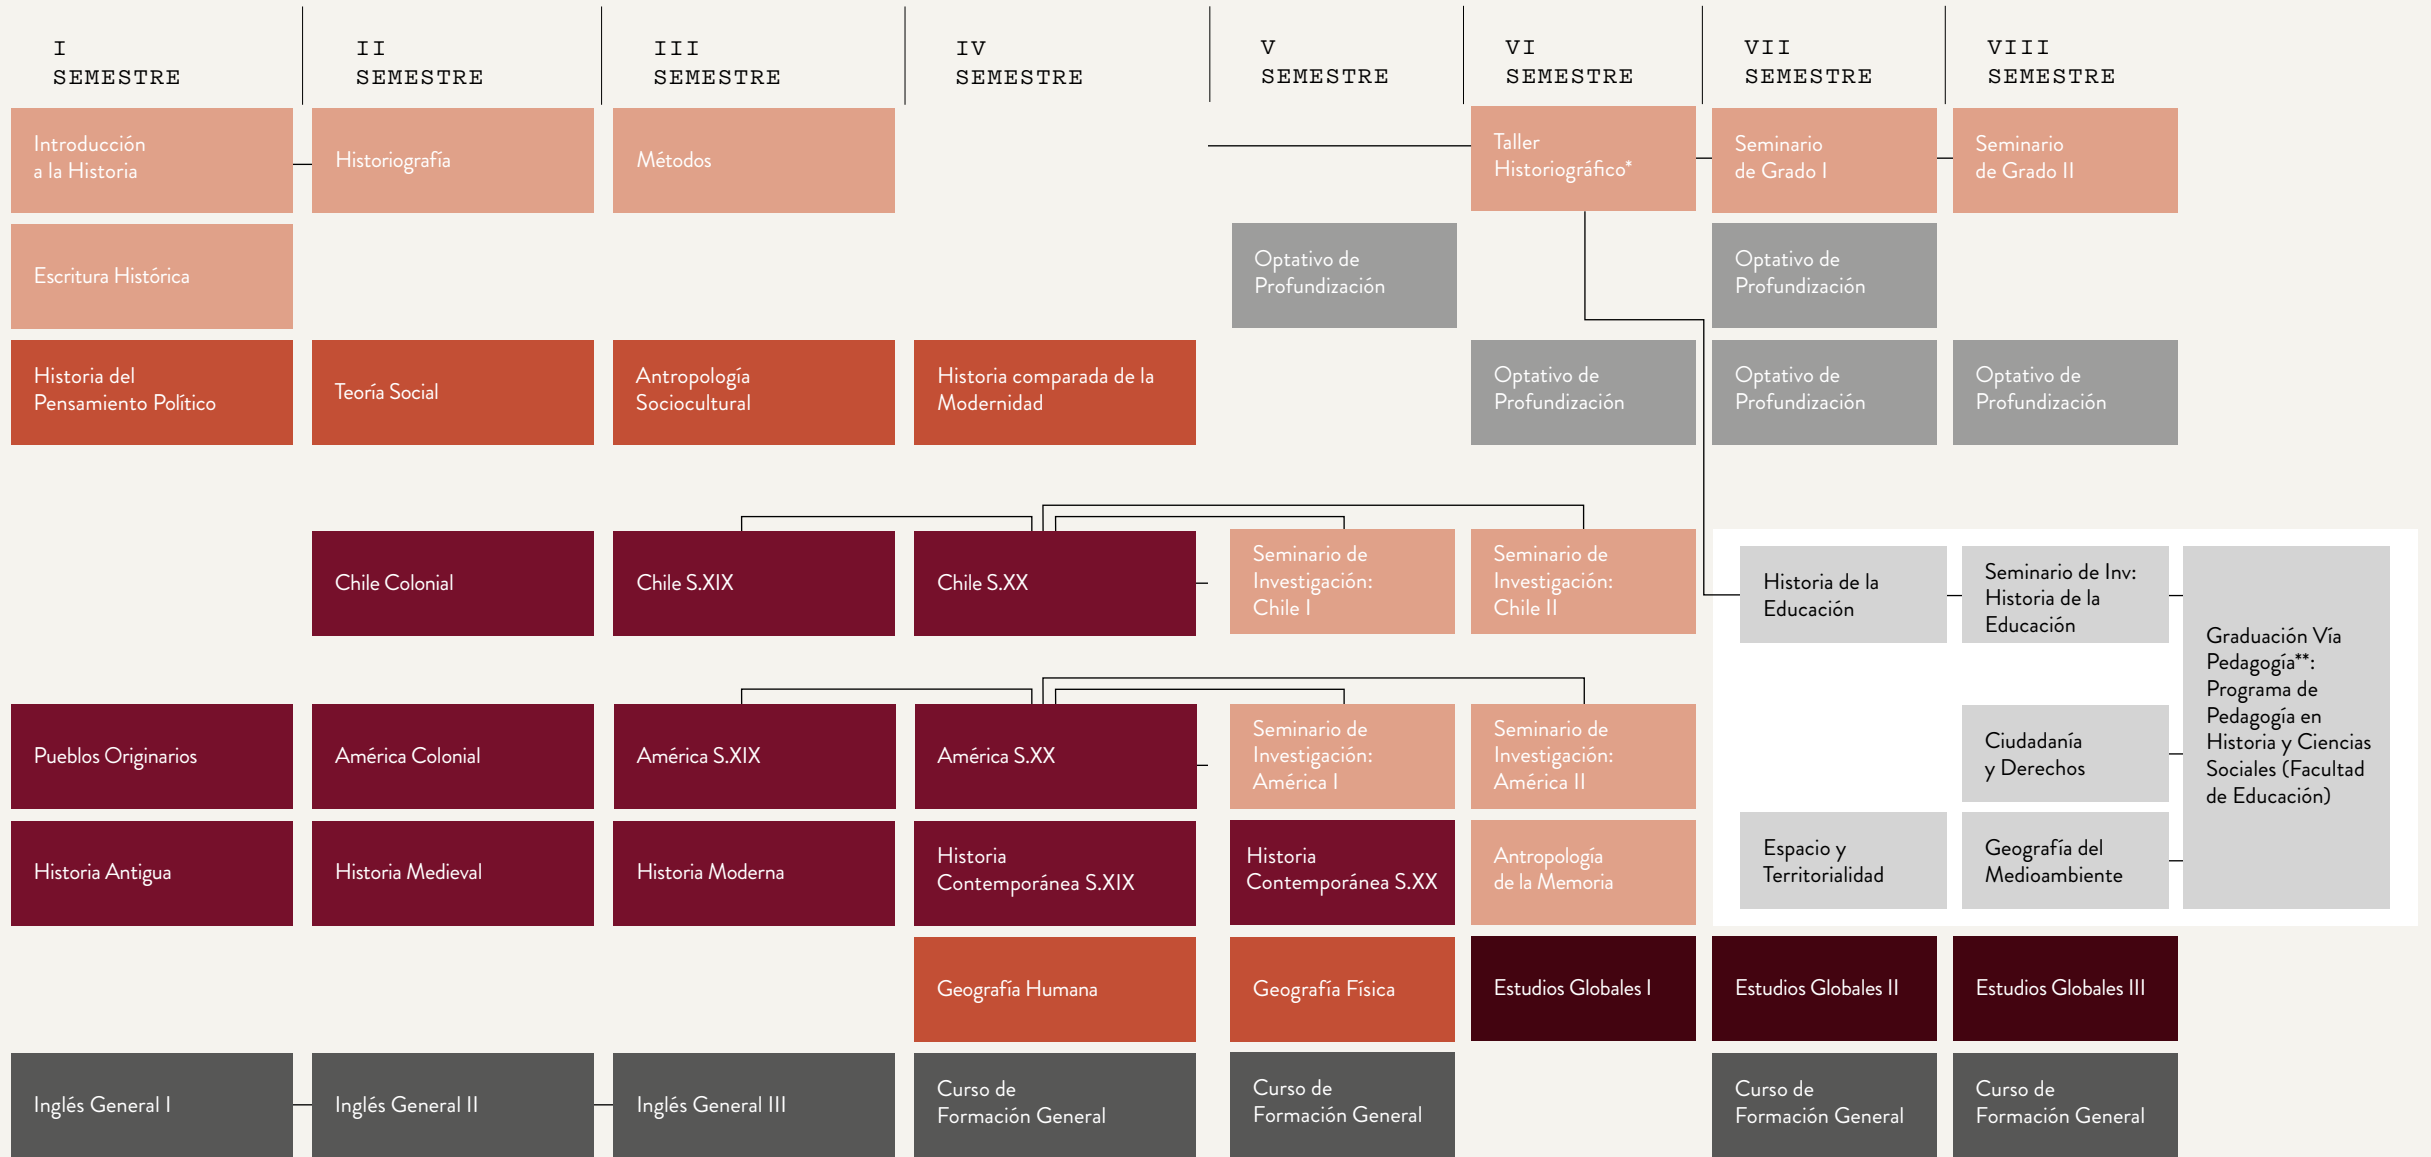 I
SEMESTRE
II
SEMESTRE
III
SEMESTRE
IV
SEMESTRE
V
SEMESTRE
VI
SEMESTRE
VII
SEMESTRE
VIII
SEMESTRE
Introducción
a la Historia
Historiografía
Métodos
Taller
Historiográfico*
Seminario
de Grado I
Seminario
de Grado II
Escritura Histórica
Optativo de
Profundización
Optativo de
Profundización
Historia del
Pensamiento Político
Teoría Social
Antropología
Sociocultural
Historia comparada de la
Modernidad
Optativo de
Profundización
Optativo de
Profundización
Optativo de
Profundización
Chile Colonial
Chile S.XIX
Chile S.XX
Seminario de
Investigación:
Chile I
Seminario de
Investigación:
Chile II
Historia de la
Educación
Seminario de Inv:
Historia de la
Educación
Graduación Vía
Pedagogía**:
Programa de
Pedagogía en
Historia y Ciencias
Sociales (Facultad
de Educación)
Pueblos Originarios
América Colonial
América S.XIX
América S.XX
Seminario de
Investigación:
América I
Seminario de
Investigación:
América II
Ciudadanía
y Derechos
Historia Antigua
Historia Medieval
Historia Moderna
Historia
Contemporánea S.XIX
Historia
Contemporánea S.XX
Antropología
de la Memoria
Espacio y
Territorialidad
Geografía del
Medioambiente
Geografía Humana
Geografía Física
Estudios Globales I
Estudios Globales II
Estudios Globales III
Inglés General I
Inglés General II
Inglés General III
Curso de
Formación General
Curso de
Formación General
Curso de
Formación General
Curso de
Formación General